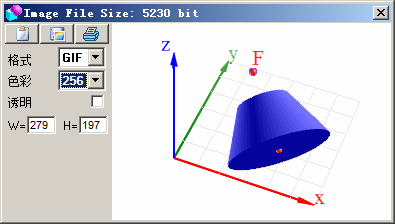 Image File Size: 5230 bit
格式 GIF
色彩 256
透明
W=279 H=197
z
y
F
x